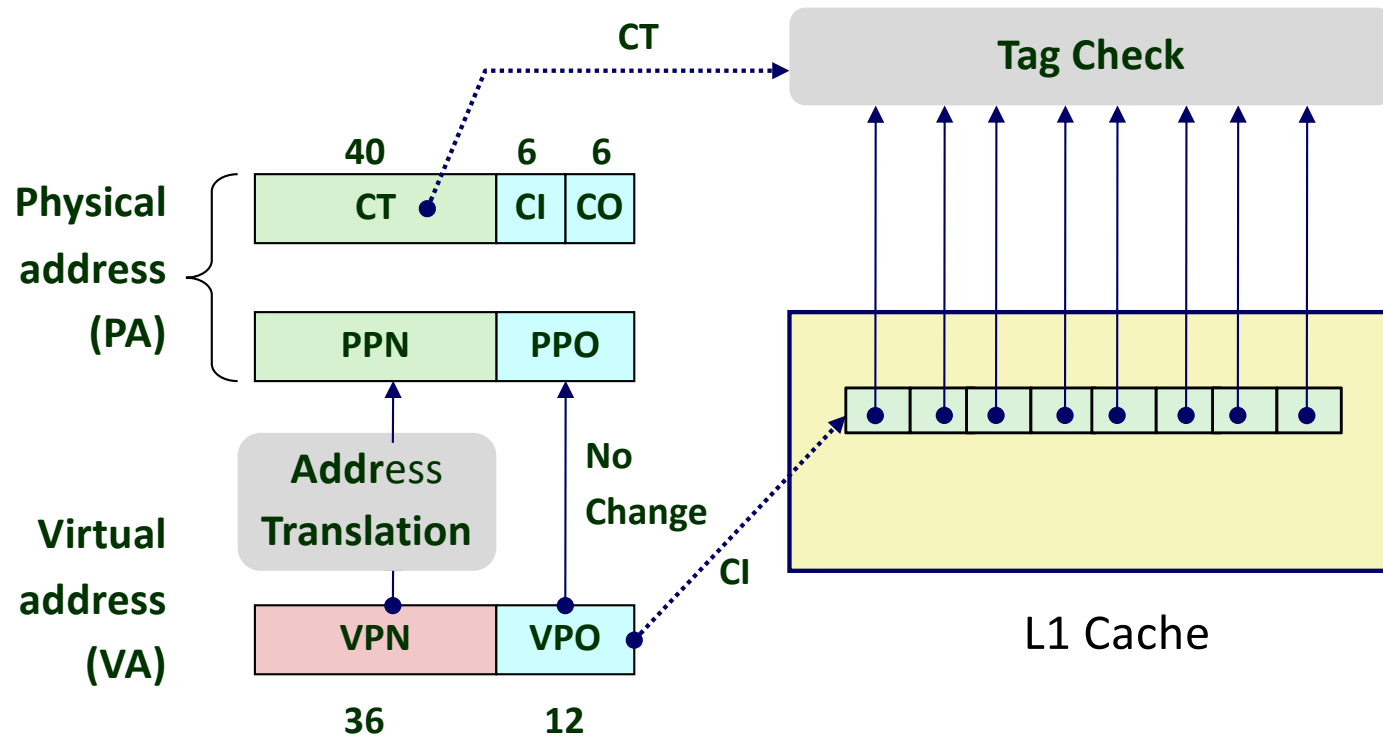 CT
Tag Check
40
6
6
Physical
address
(PA)
CT
CI
CO
PPN
PPO
Address
Translation
No
Change
CI
Virtual
address
(VA)
VPN
VPO
36
12
L1 Cache